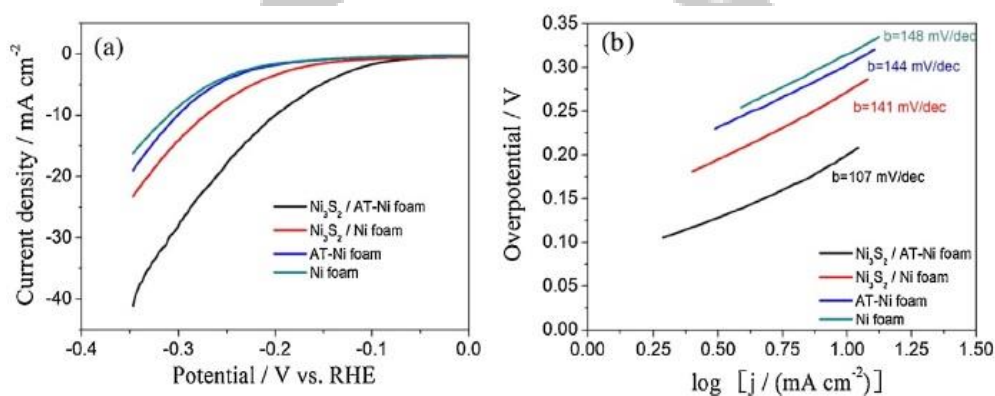 (a)
Current density / mA cm⁻²
0
-10
-20
-30
-40
Ni₃S₂ / AT-Ni foam
Ni₃S₂ / Ni foam
AT-Ni foam
Ni foam
-0.4
-0.3
-0.2
-0.1
0.0
Potential / V vs. RHE
(b)
Overpotential / V
0.35
0.30
0.25
0.20
0.15
0.10
0.05
0.00
b=148 mV/dec
b=144 mV/dec
b=141 mV/dec
b=107 mV/dec
Ni₃S₂ / AT-Ni foam
Ni₃S₂ / Ni foam
AT-Ni foam
Ni foam
0.00
0.25
0.50
0.75
1.00
1.25
1.50
log [ j / (mA cm⁻²) ]